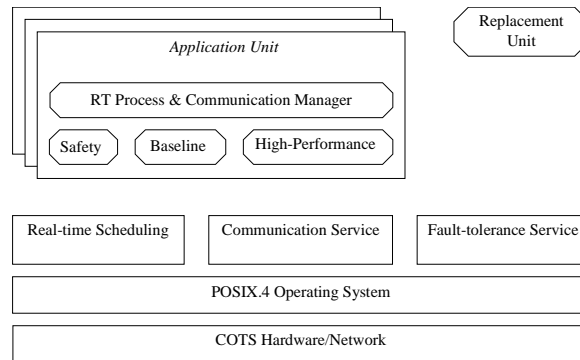 Application Unit
Replacement
Unit
RT Process & Communication Manager
Safety
Baseline
High-Performance
Real-time Scheduling
Communication Service
Fault-tolerance Service
POSIX.4 Operating System
COTS Hardware/Network